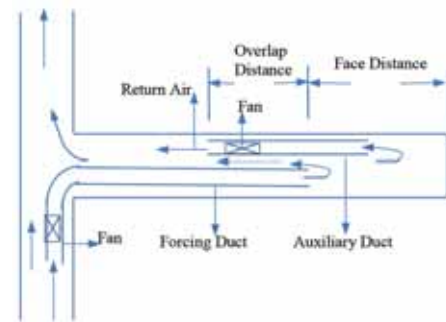 Overlap
Distance
Face Distance
Return Air
Fan
Fan
Forcing Duct
Auxiliary Duct